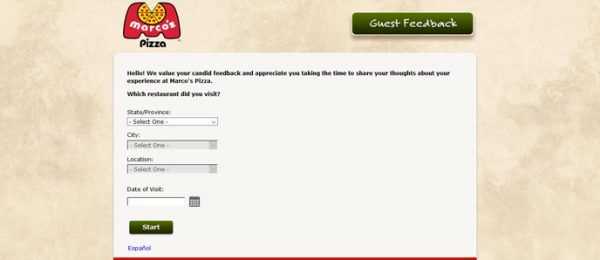 marco's
Pizza
Guest Feedback
Hello! We value your candid feedback and appreciate you taking the time to share your thoughts about your
experience at Marco's Pizza.
Which restaurant did you visit?
State/Province:
- Select One -
City:
- Select One -
Location:
- Select One -
Date of Visit:
Start
Español